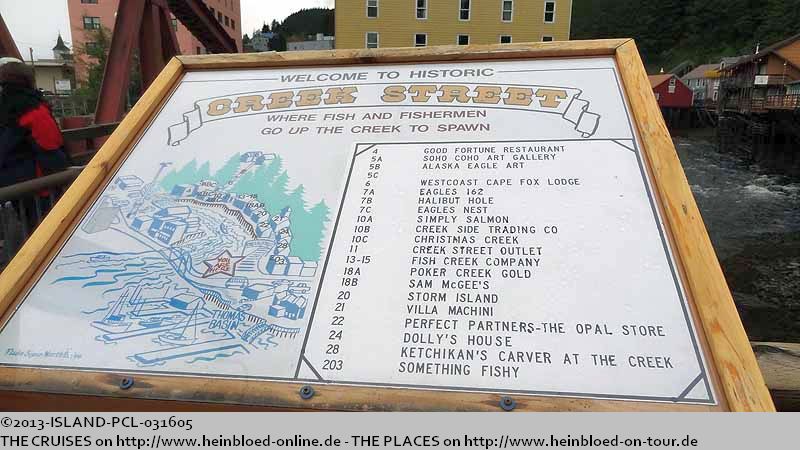 WELCOME TO HISTORIC
CREEK STREET
WHERE FISH AND FISHERMEN
GO UP THE CREEK TO SPAWN
4 GOOD FORTUNE RESTAURANT
5A SOHO COHO ART GALLERY
5B ALASKA EAGLE ART
5C
6 WESTCOAST CAPE FOX LODGE
7A EAGLES 162
7B HALIBUT HOLE
7C EAGLES NEST
10A SIMPLY SALMON
10B CREEK SIDE TRADING CO
10C CHRISTMAS CREEK
11 CREEK STREET OUTLET
13-15 FISH CREEK COMPANY
18A POKER CREEK GOLD
18B SAM McGEE'S
20 STORM ISLAND
21 VILLA MACHINI
22 PERFECT PARTNERS-THE OPAL STORE
24 DOLLY'S HOUSE
28 KETCHIKAN'S CARVER AT THE CREEK
203 SOMETHING FISHY
YOU ARE HERE
THOMAS
BASIN
©2013-ISLAND-PCL-031605
THE CRUISES on http://www.heinbloed-online.de - THE PLACES on http://www.heinbloed-on-tour.de